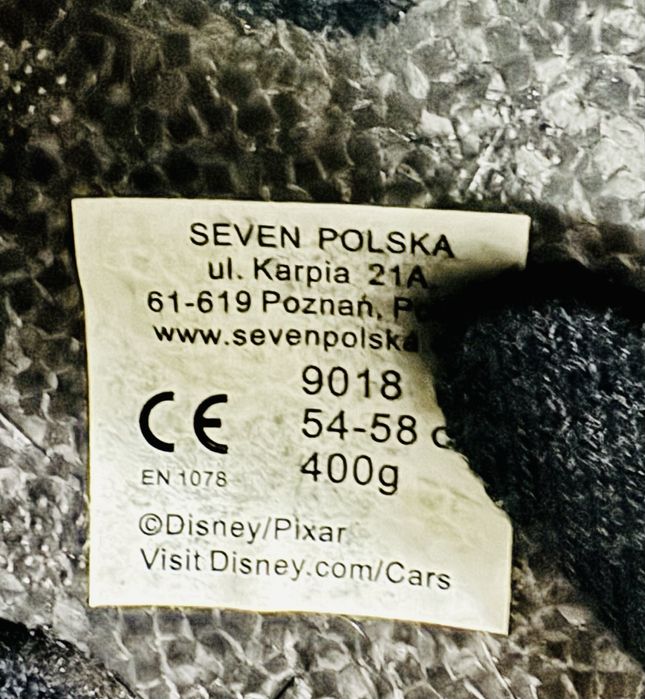 SEVEN POLSKA
ul. Karpia 21A
61-619 Poznań,
www.sevenpolska
9018
54-58
400g
CE
EN 1078
©Disney/Pixar
Visit Disney.com/Cars